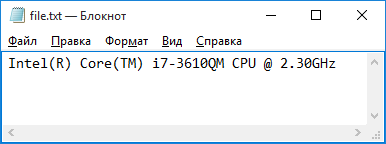 file.txt — Блокнот
Файл Правка Формат Вид Справка
Intel(R) Core(TM) i7-3610QM CPU @ 2.30GHz